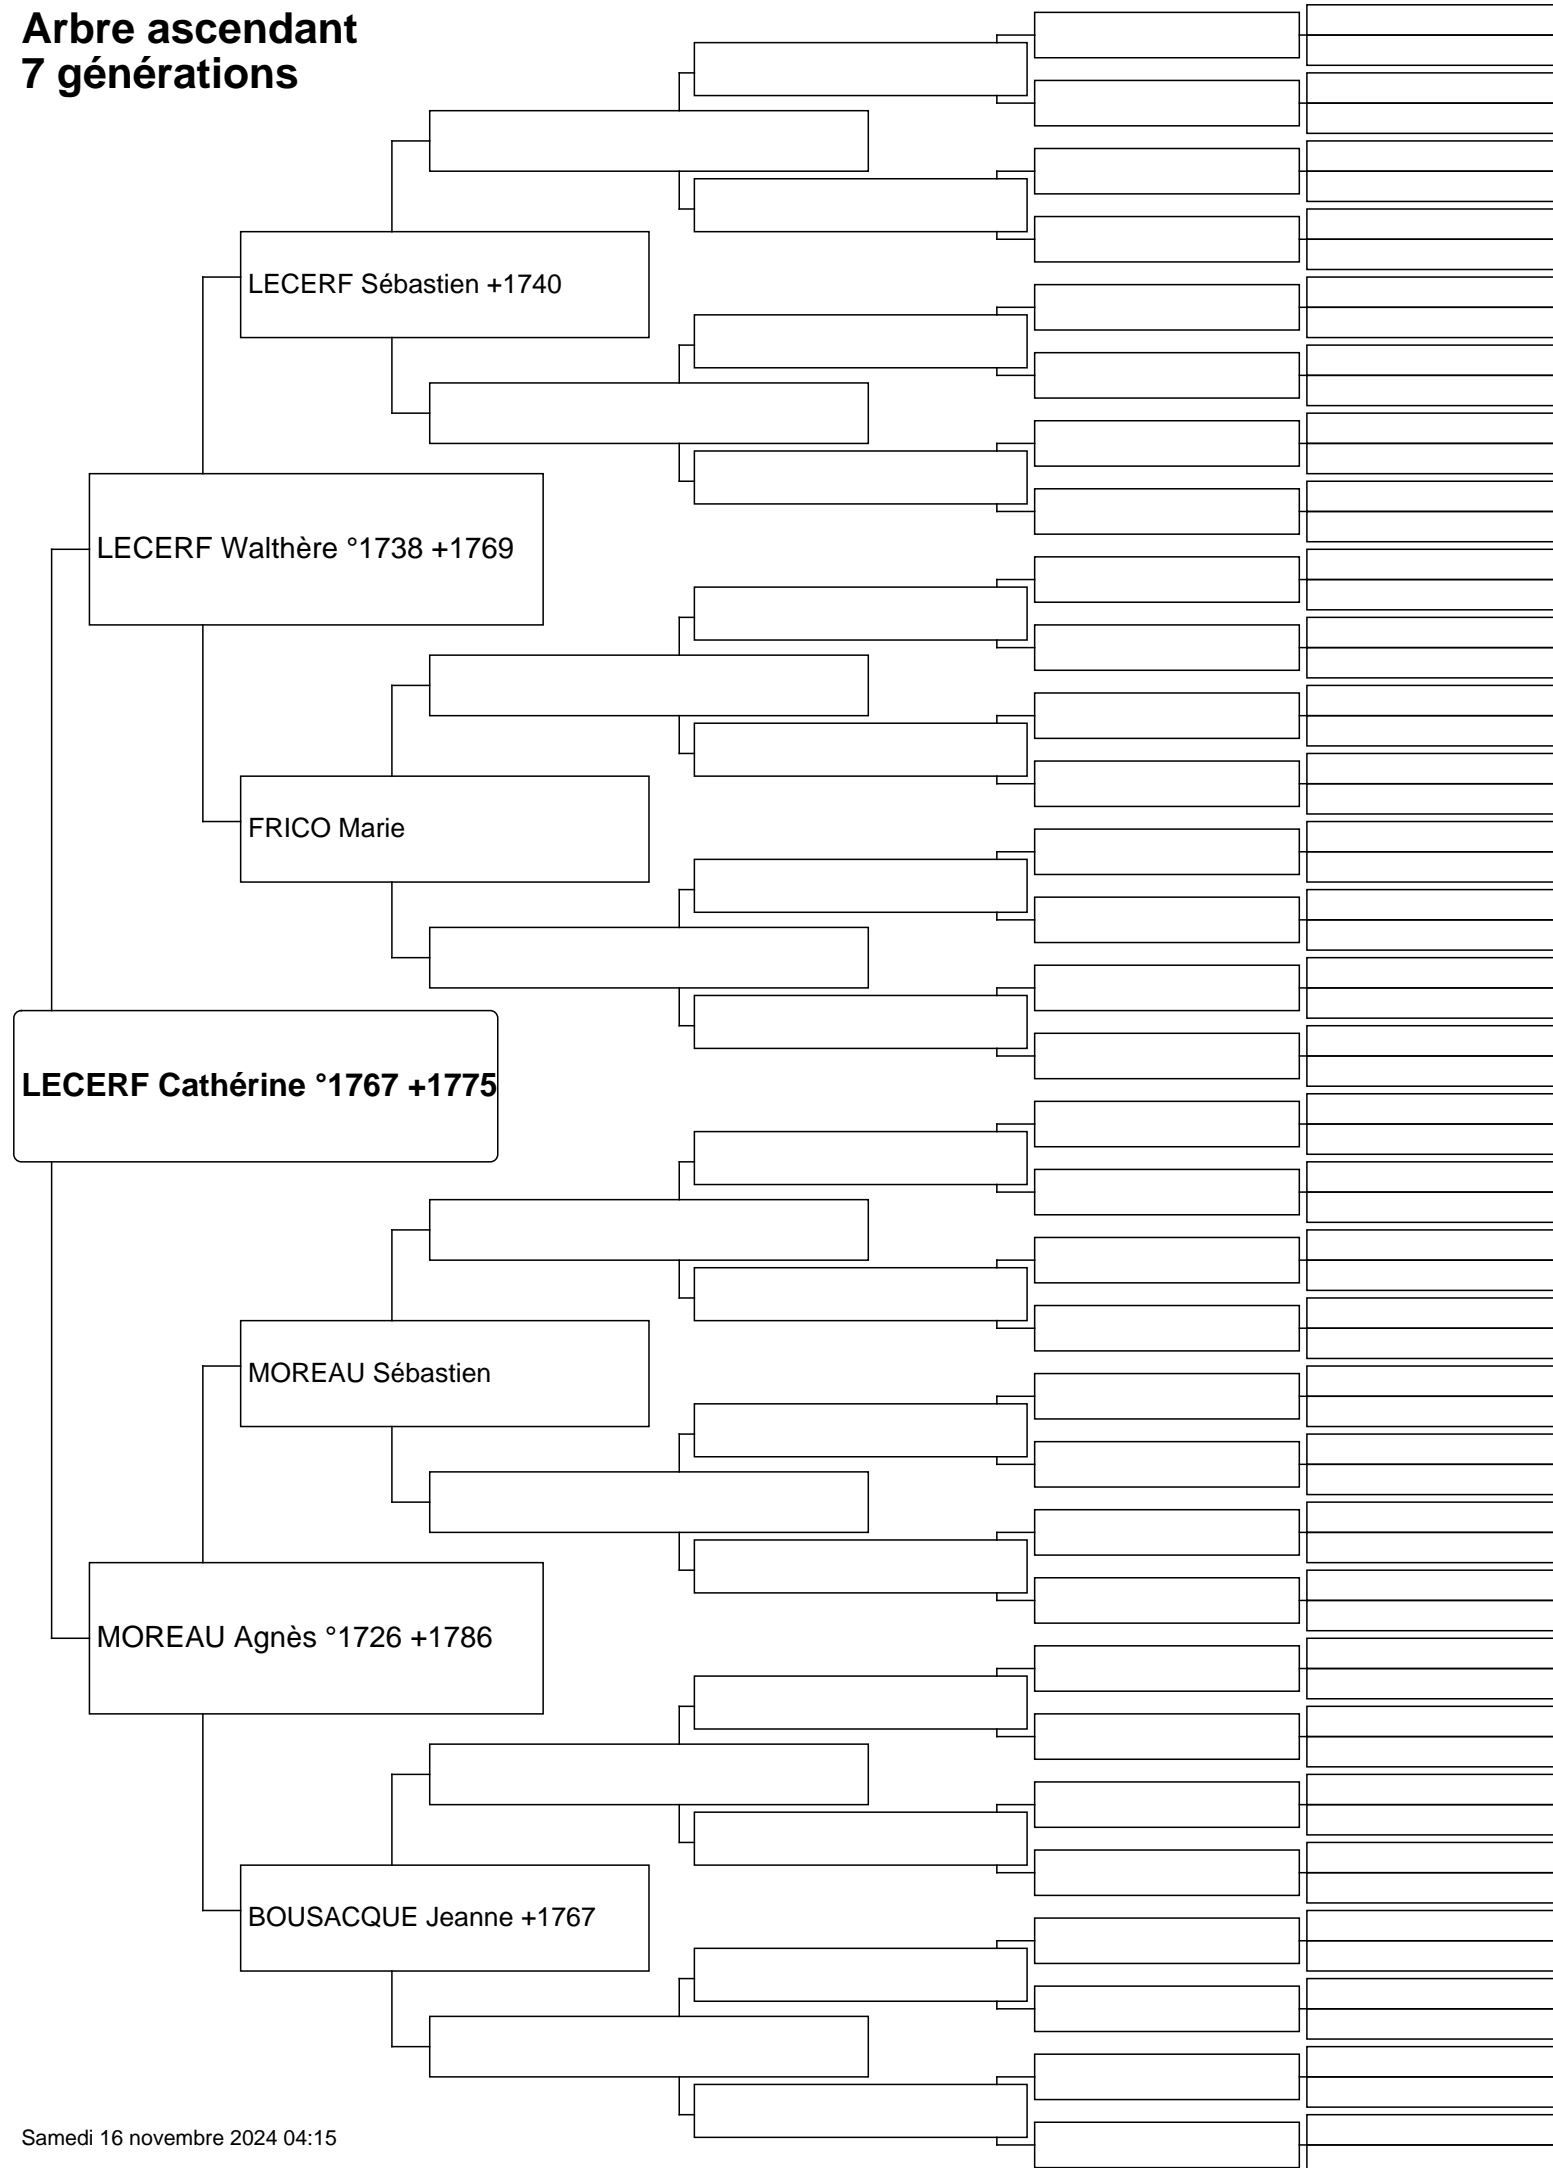 Arbre ascendant
7 générations
LECERF Sébastien +1740
LECERF Walthère °1738 +1769
FRICO Marie
LECERF Cathérine °1767 +1775
MOREAU Sébastien
MOREAU Agnès °1726 +1786
BOUSACQUE Jeanne +1767
Samedi 16 novembre 2024 04:15